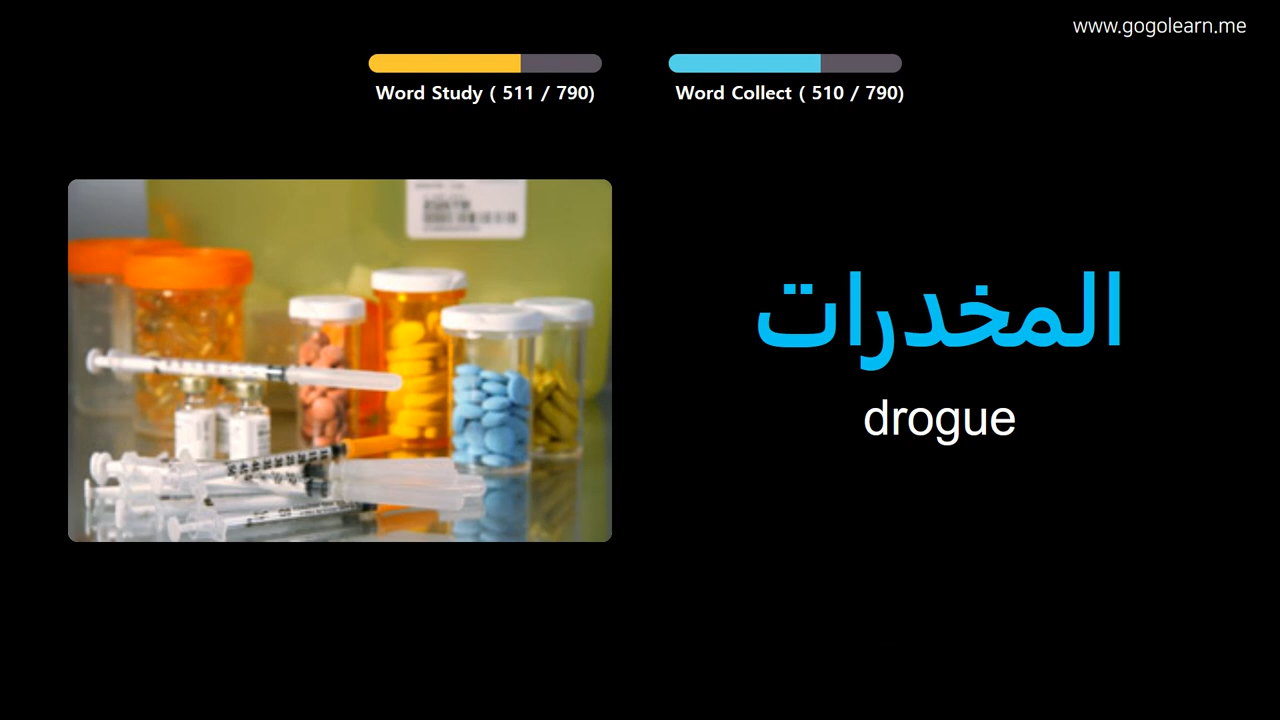 www.gogolearn.me
Word Study ( 511 / 790)
Word Collect ( 510 / 790)
المخدرات
drogue